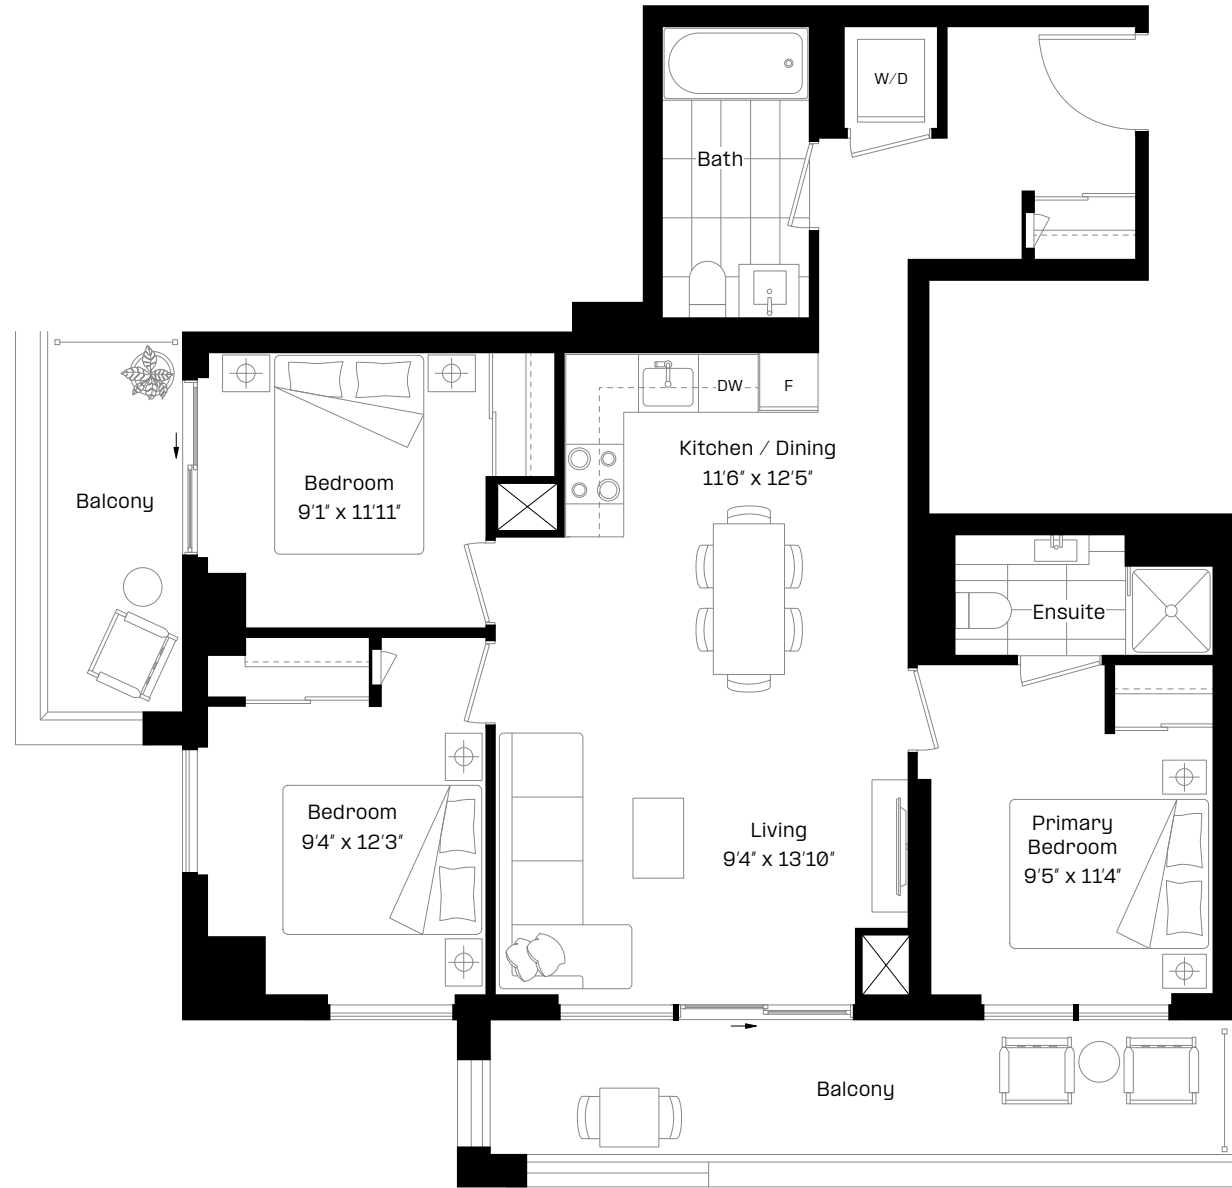 W/D
Bath
DW
F
Kitchen / Dining
11'6" x 12'5"
Bedroom
9'1" x 11'11"
Balcony
Ensuite
Bedroom
9'4" x 12'3"
Living
9'4" x 13'10"
Primary
Bedroom
9'5" x 11'4"
Balcony